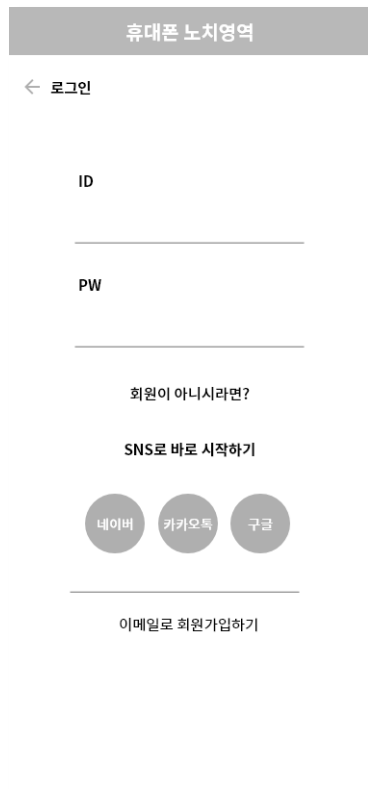 휴대폰 노치영역
← 로그인
ID
PW
회원이 아니시라면?
SNS로 바로 시작하기
네이버 카카오톡 구글
이메일로 회원가입하기